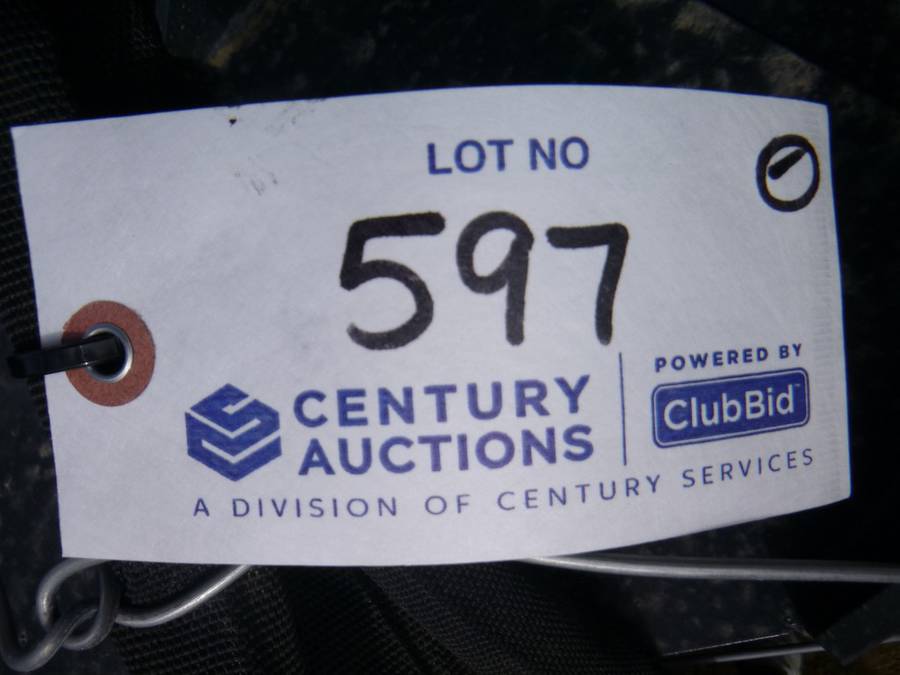 LOT NO
597
CENTURY
AUCTIONS
POWERED BY
ClubBid™
A DIVISION OF CENTURY SERVICES